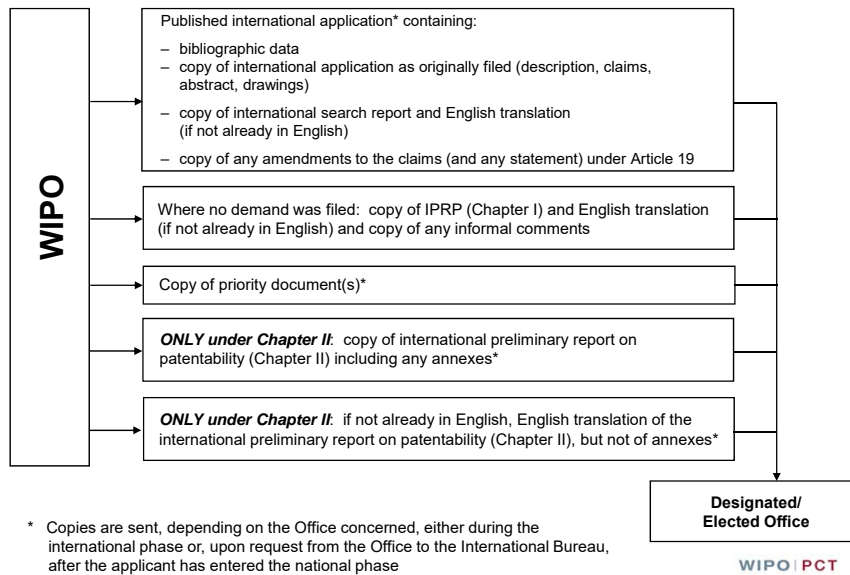 WIPO
Published international application* containing:
– bibliographic data
– copy of international application as originally filed (description, claims,
abstract, drawings)
– copy of international search report and English translation
(if not already in English)
– copy of any amendments to the claims (and any statement) under Article 19
Where no demand was filed: copy of IPRP (Chapter I) and English translation
(if not already in English) and copy of any informal comments
Copy of priority document(s)*
ONLY under Chapter II: copy of international preliminary report on
patentability (Chapter II) including any annexes*
ONLY under Chapter II: if not already in English, English translation of the
international preliminary report on patentability (Chapter II), but not of annexes*
Designated/
Elected Office
* Copies are sent, depending on the Office concerned, either during the
international phase or, upon request from the Office to the International Bureau,
after the applicant has entered the national phase
WIPO|PCT